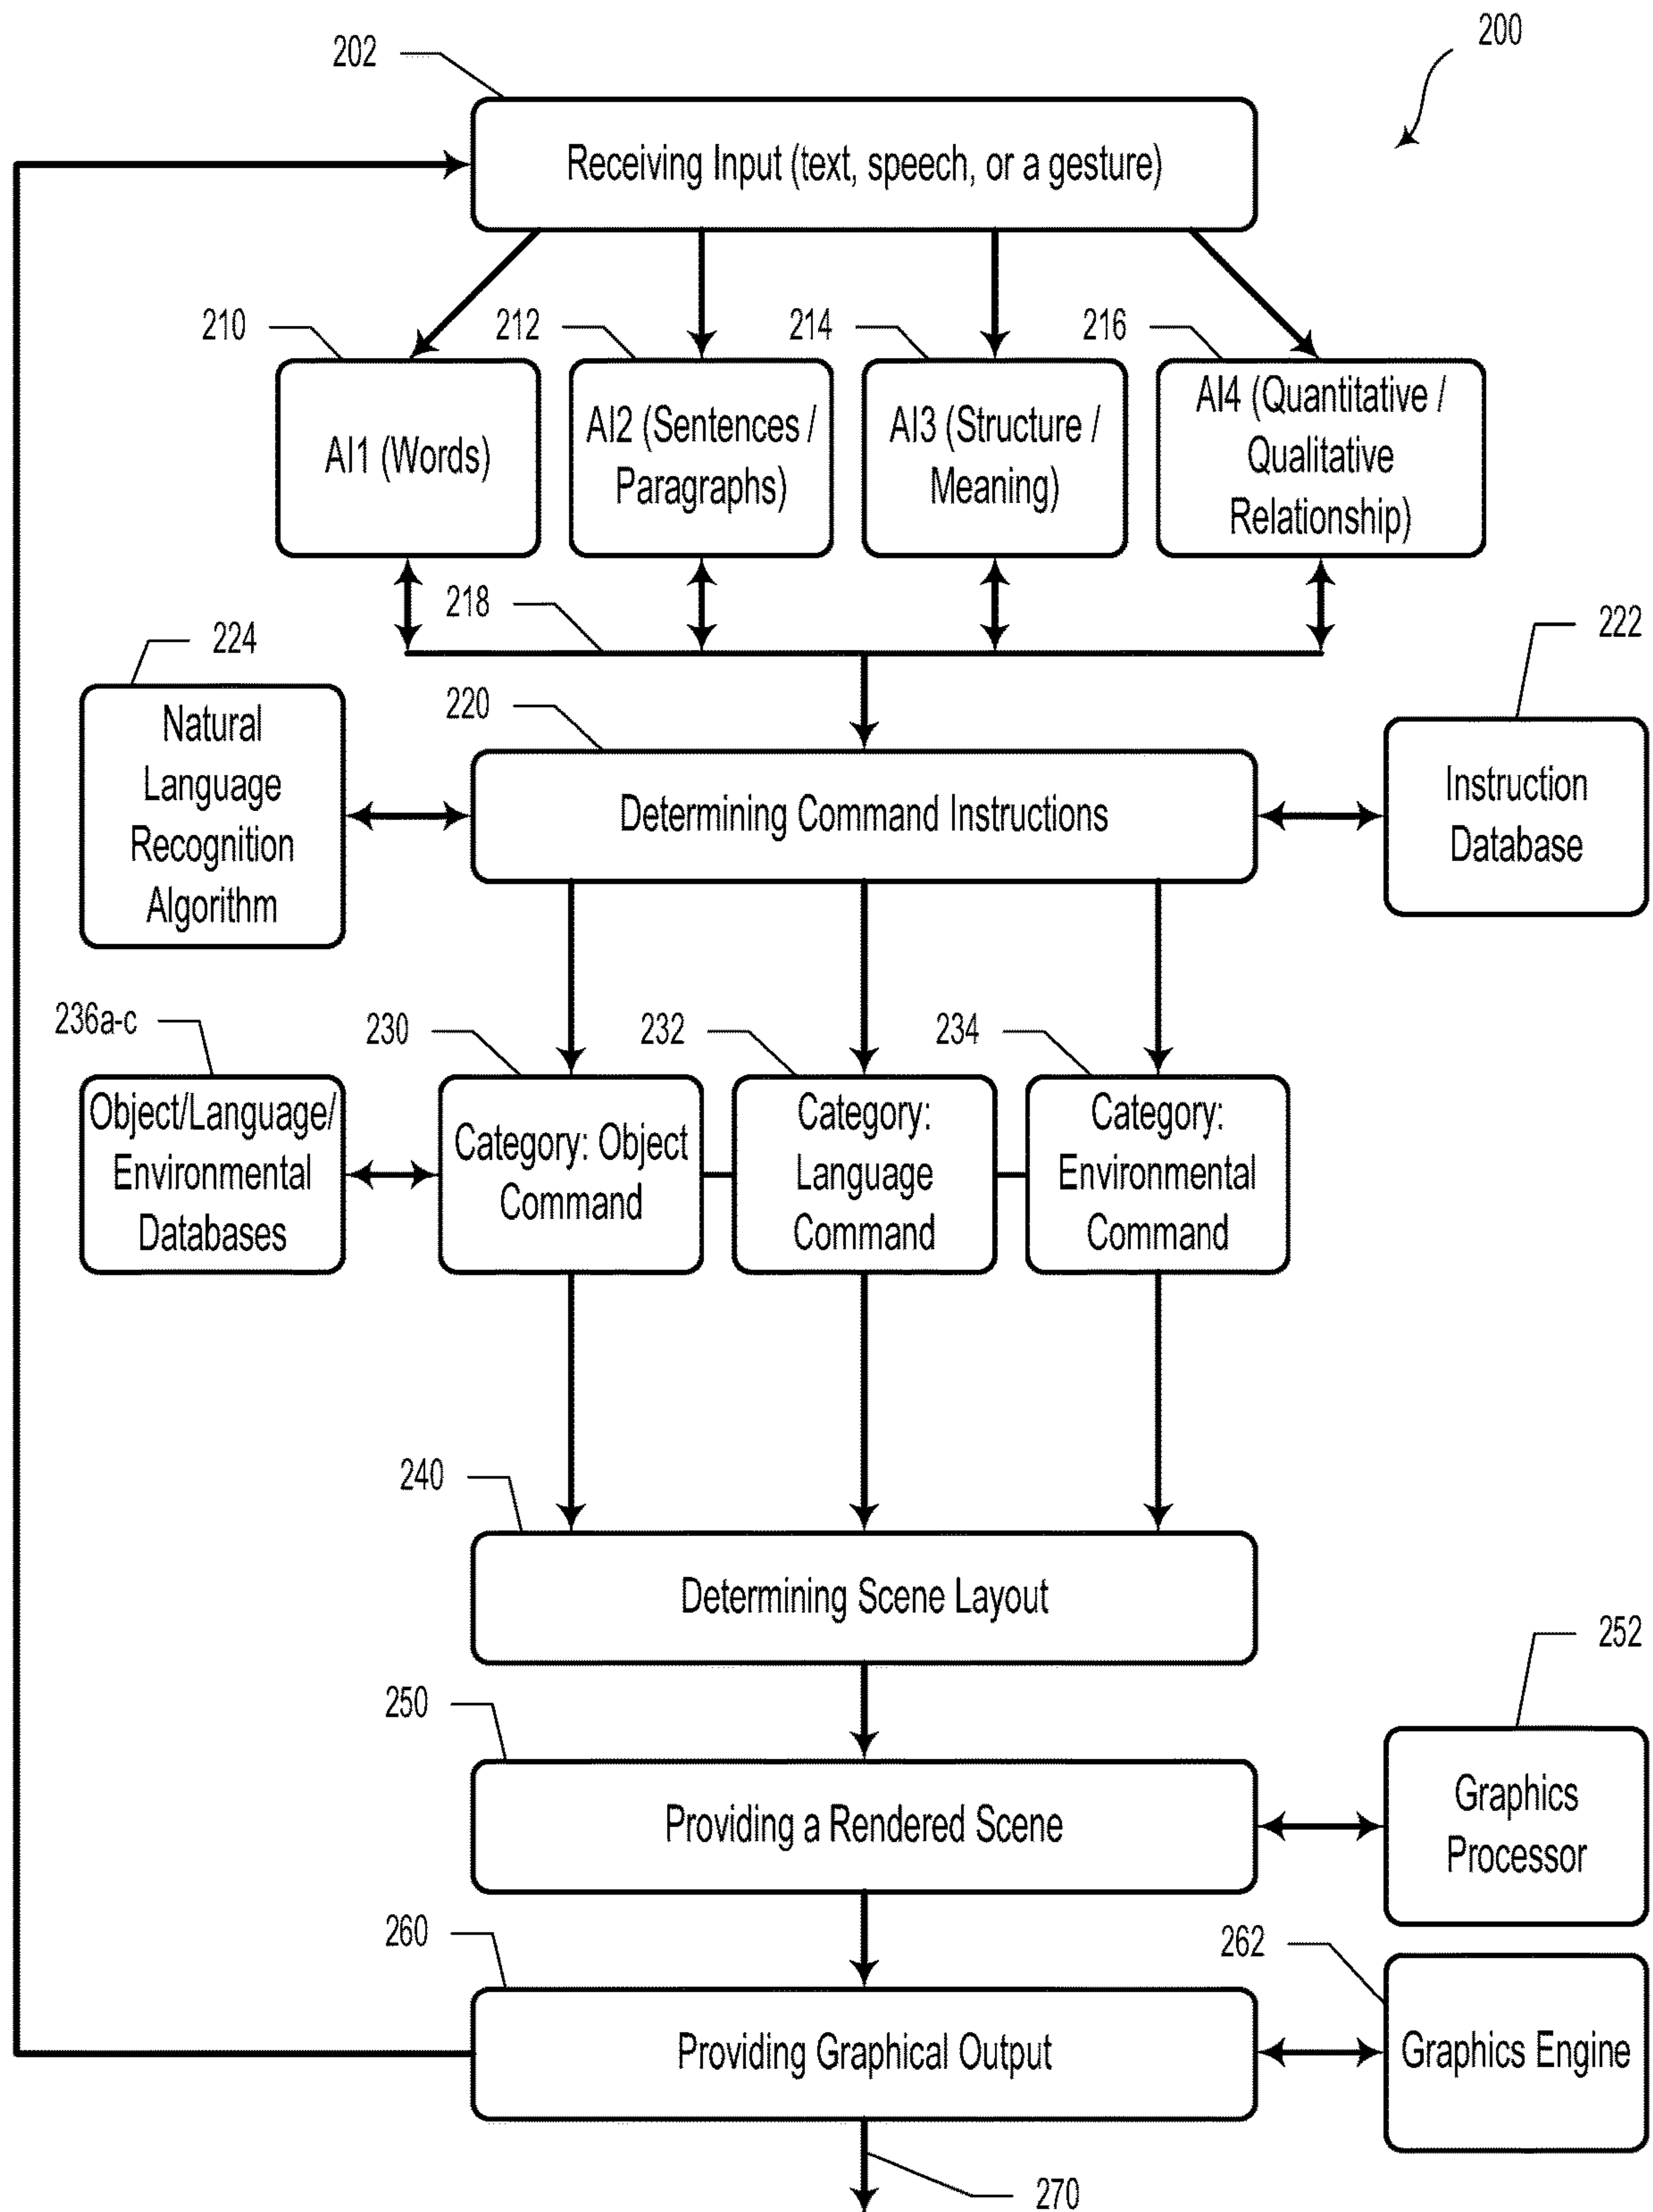 200
202
Receiving Input (text, speech, or a gesture)
210
212
214
216
AI1 (Words)
AI2 (Sentences /
Paragraphs)
AI3 (Structure /
Meaning)
AI4 (Quantitative /
Qualitative
Relationship)
218
224
222
220
Natural
Language
Recognition
Algorithm
Determining Command Instructions
Instruction
Database
236a-c
230
232
234
Object/Language/
Environmental
Databases
Category: Object
Command
Category:
Language
Command
Category:
Environmental
Command
240
Determining Scene Layout
252
250
Providing a Rendered Scene
Graphics
Processor
260
262
Providing Graphical Output
Graphics Engine
270